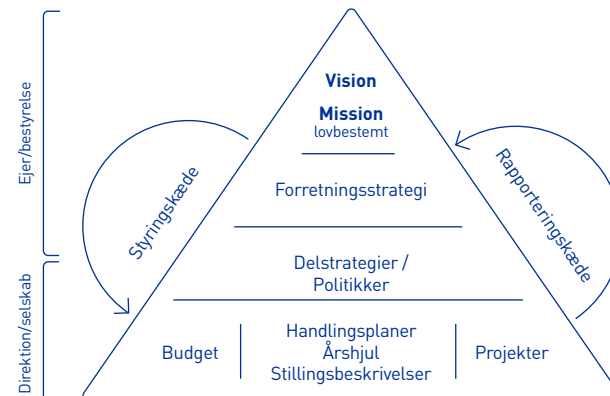 Ejer/bestyrelse
Direktion/selskab
Styringskæde
Rapporteringskæde
Vision
Mission
lovbestemt
Forretningsstrategi
Delstrategier /
Politikker
Budget
Handlingsplaner
Årshjul
Stillingsbeskrivelser
Projekter